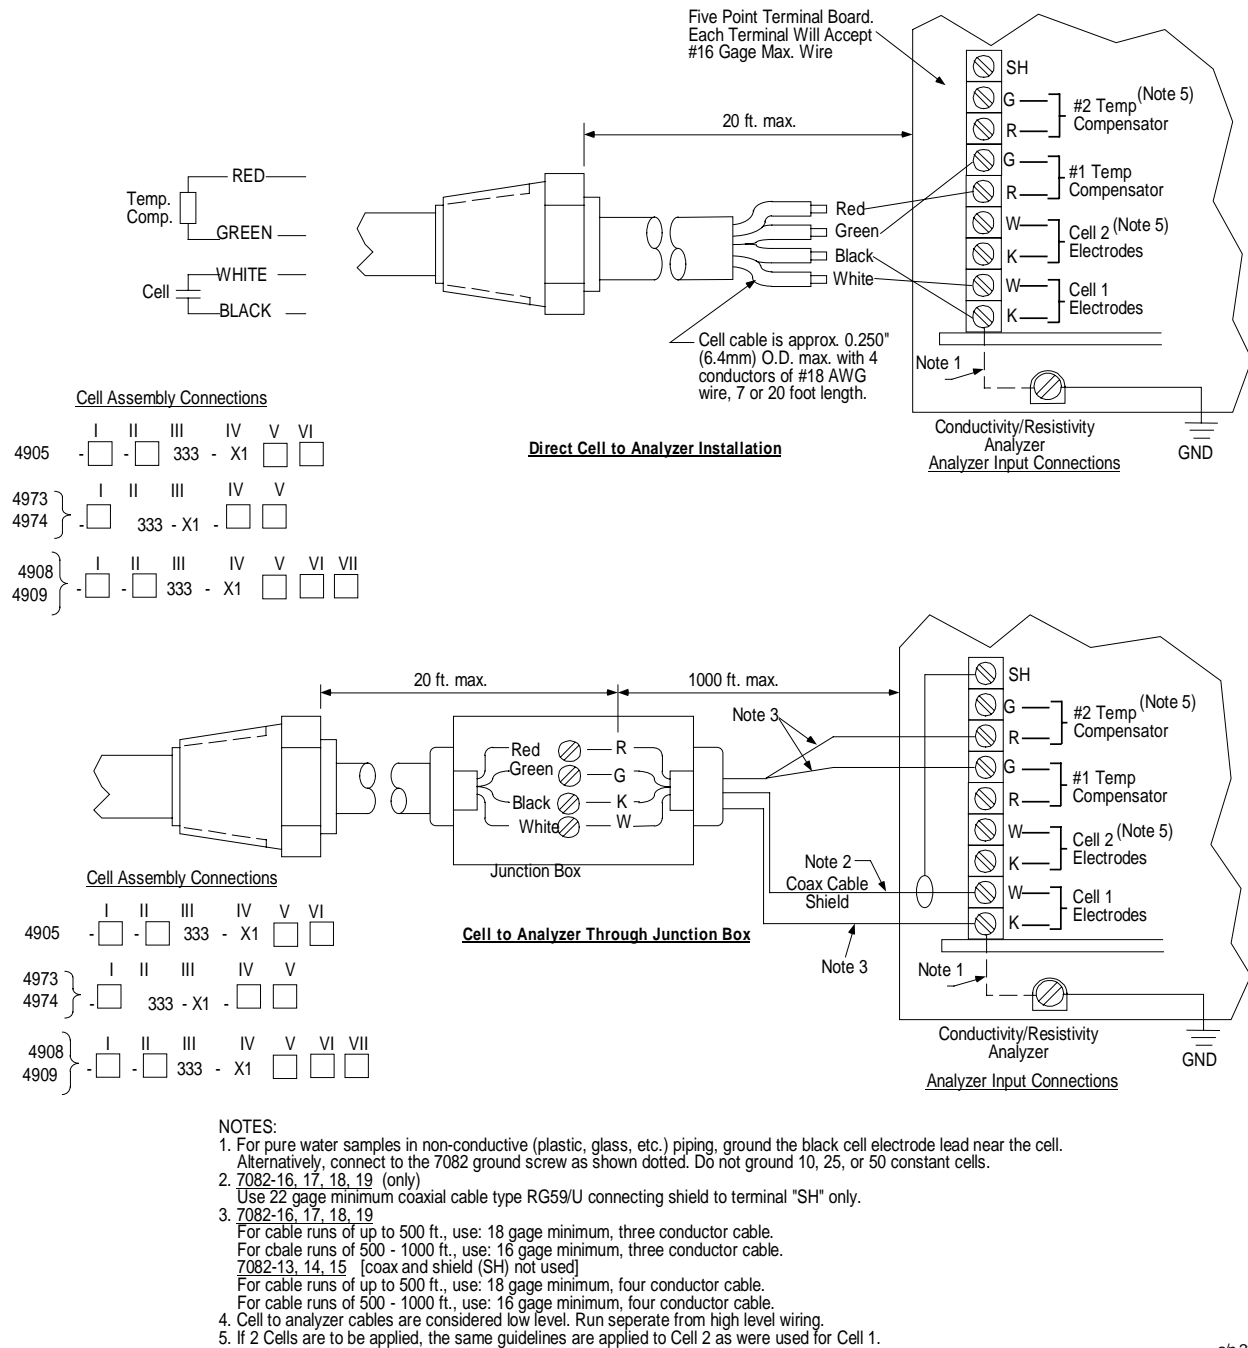 Five Point Terminal Board.
Each Terminal Will Accept
#16 Gage Max. Wire
SH
G
#2 Temp (Note 5)
Compensator
R
20 ft. max.
G
#1 Temp
Compensator
R
RED
Temp.
Comp.
GREEN
WHITE
Cell
BLACK
Red
Green
Black
White
W
Cell 2 (Note 5)
Electrodes
K
W
Cell 1
Electrodes
K
Cell cable is approx. 0.250"
(6.4mm) O.D. max. with 4
conductors of #18 AWG
wire, 7 or 20 foot length.
Note 1
Conductivity/Resistivity
Analyzer
Analyzer Input Connections
GND
Direct Cell to Analyzer Installation
Cell Assembly Connections
I II III IV V VI
4905 - - 333 - X1
I II III IV V
4973
4974
- 333 - X1 -
I II III IV V VI VII
4908
4909
- - 333 - X1
20 ft. max.
1000 ft. max.
Note 3
SH
G
#2 Temp (Note 5)
Compensator
R
G
#1 Temp
Compensator
R
W
Cell 2 (Note 5)
Electrodes
K
W
Cell 1
Electrodes
K
Red R
Green G
Black K
White W
Junction Box
Note 2
Coax Cable
Shield
Note 3
Note 1
Conductivity/Resistivity
Analyzer
Analyzer Input Connections
GND
Cell to Analyzer Through Junction Box
Cell Assembly Connections
I II III IV V VI
4905 - - 333 - X1
I II III IV V
4973
4974
- 333 - X1 -
I II III IV V VI VII
4908
4909
- - 333 - X1
NOTES:
1. For pure water samples in non-conductive (plastic, glass, etc.) piping, ground the black cell electrode lead near the cell.
Alternatively, connect to the 7082 ground screw as shown dotted. Do not ground 10, 25, or 50 constant cells.
2. 7082-16, 17, 18, 19 (only)
Use 22 gage minimum coaxial cable type RG59/U connecting shield to terminal "SH" only.
3. 7082-16, 17, 18, 19
For cable runs of up to 500 ft., use: 18 gage minimum, three conductor cable.
For cbale runs of 500 - 1000 ft., use: 16 gage minimum, three conductor cable.
7082-13, 14, 15 [coax and shield (SH) not used]
For cable runs of up to 500 ft., use: 18 gage minimum, four conductor cable.
For cable runs of 500 - 1000 ft., use: 16 gage minimum, four conductor cable.
4. Cell to analyzer cables are considered low level. Run seperate from high level wiring.
5. If 2 Cells are to be applied, the same guidelines are applied to Cell 2 as were used for Cell 1.